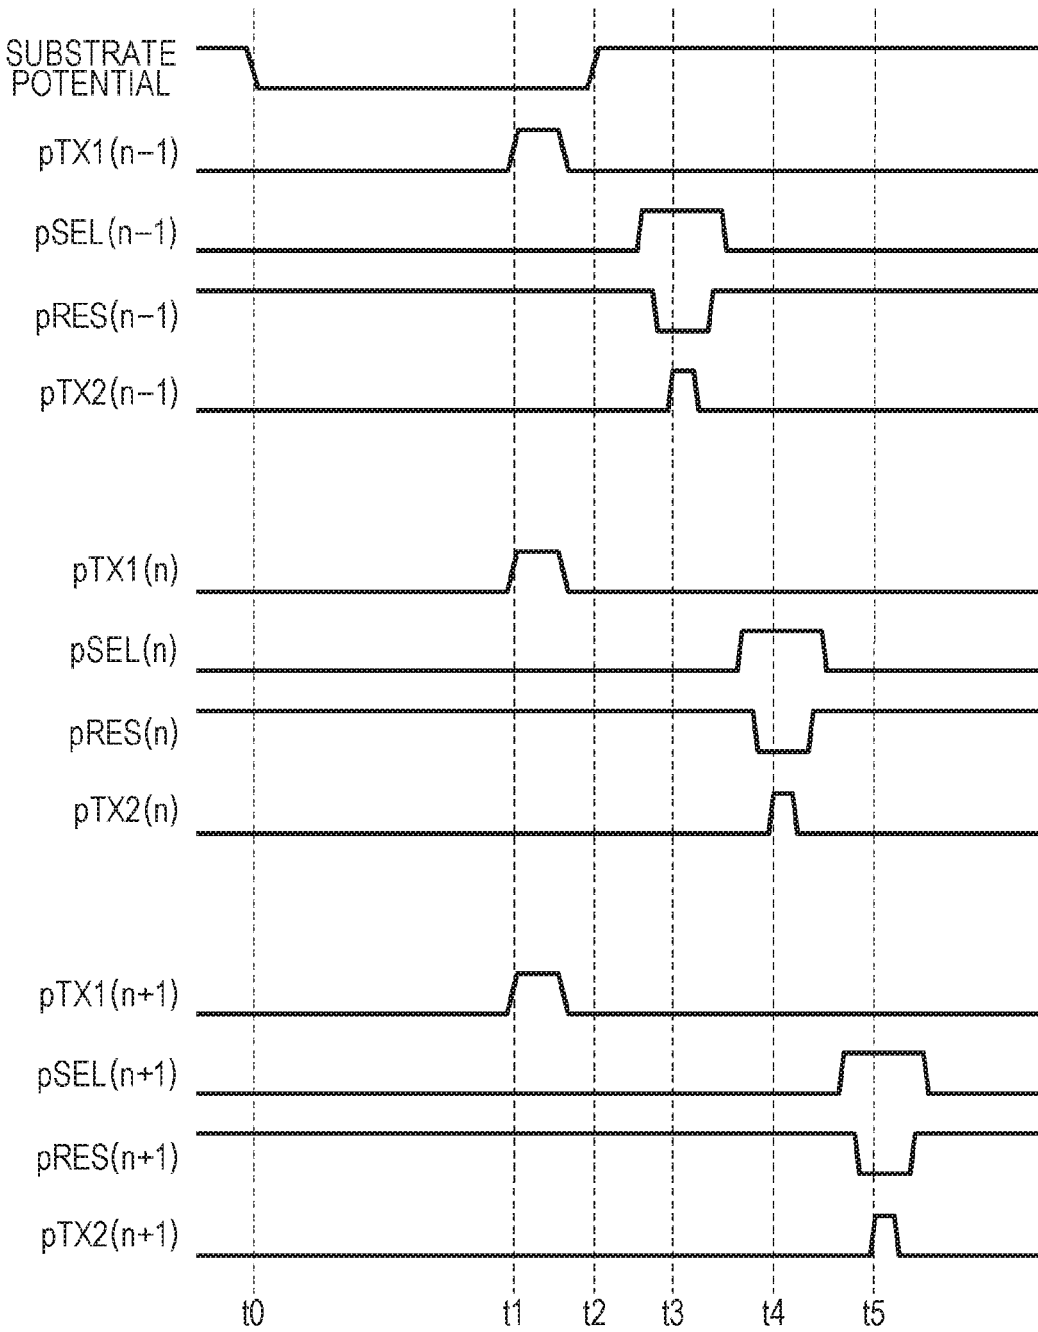 SUBSTRATE
POTENTIAL
pTX1(n−1)
pSEL(n−1)
pRES(n−1)
pTX2(n−1)
pTX1(n)
pSEL(n)
pRES(n)
pTX2(n)
pTX1(n+1)
pSEL(n+1)
pRES(n+1)
pTX2(n+1)
t0 t1 t2 t3 t4 t5